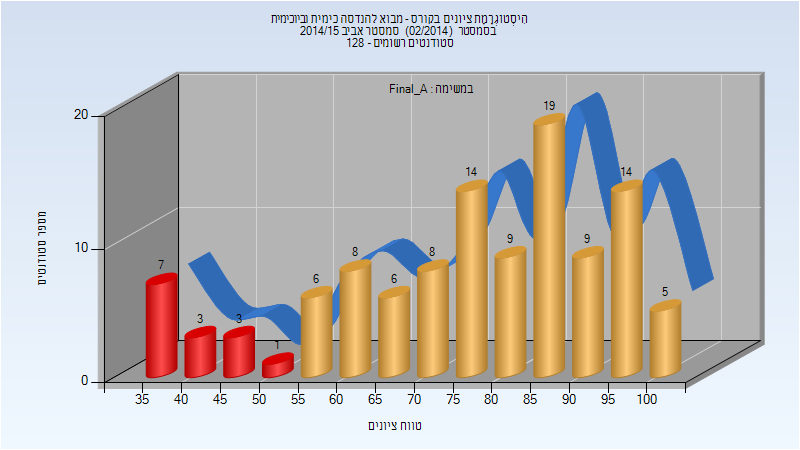 היסטוגרמת ציונים בקורס - מבוא להנדסה כימית וביוכימית
בסמסטר (02/2014) סמסטר אביב 2014/15
סטודנטים רשומים - 128
במשימה : Final_A
מספר סטודנטים
20
10
0
7
3
3
1
6
8
6
8
14
9
19
9
14
5
35 40 45 50 55 60 65 70 75 80 85 90 95 100
טווח ציונים